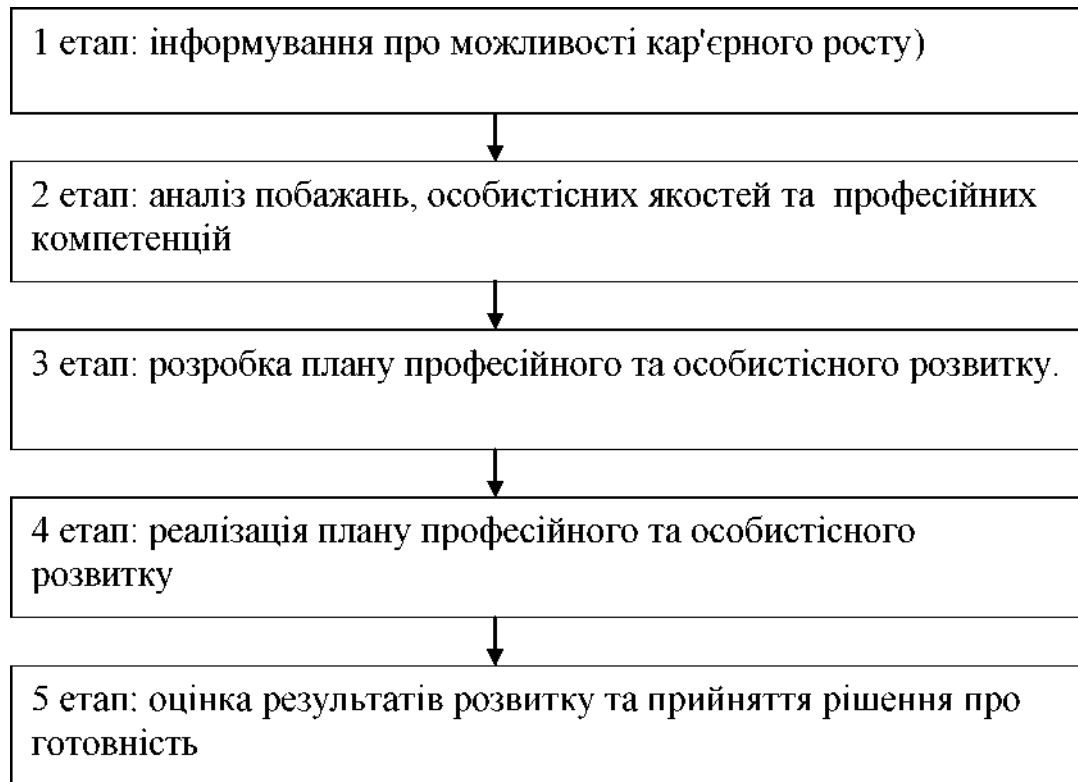 1 етап: інформування про можливості кар'єрного росту)
2 етап: аналіз побажань, особистісних якостей та професійних
компетенцій
3 етап: розробка плану професійного та особистісного розвитку.
4 етап: реалізація плану професійного та особистісного
розвитку
5 етап: оцінка результатів розвитку та прийняття рішення про
готовність